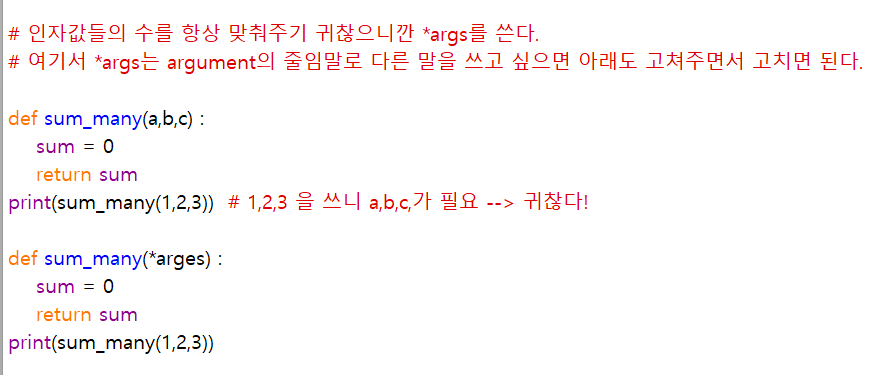 # 인자값들의 수를 항상 맞춰주기 귀찮으니깐 *args를 쓴다.
# 여기서 *args는 argument의 줄임말로 다른 말을 쓰고 싶으면 아래도 고쳐주면서 고치면 된다.
def sum_many(a,b,c) :
sum = 0
return sum
print(sum_many(1,2,3)) # 1,2,3 을 쓰니 a,b,c,가 필요 --> 귀찮다!
def sum_many(*arges) :
sum = 0
return sum
print(sum_many(1,2,3))